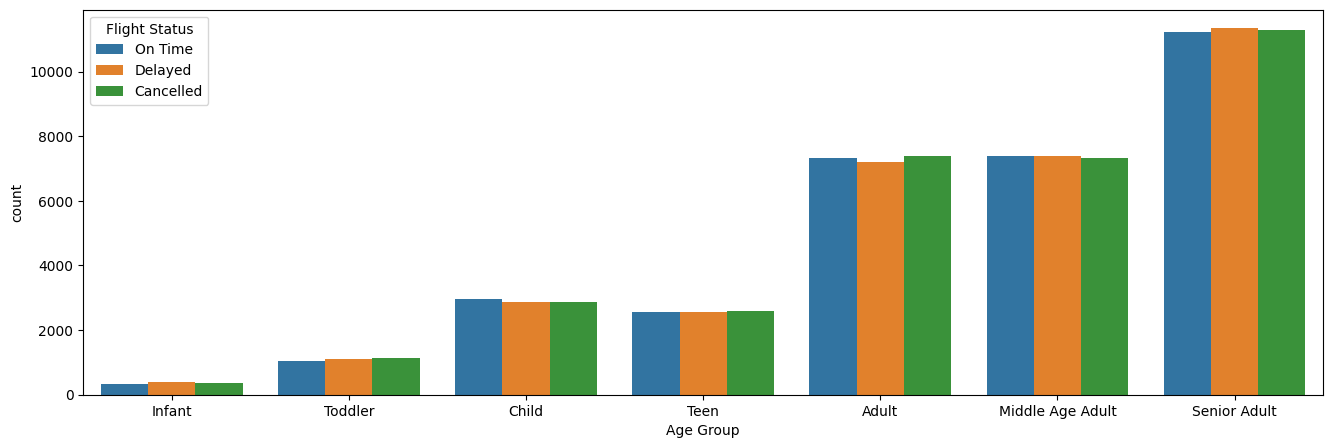 Flight Status
On Time
Delayed
Cancelled
10000
8000
6000
4000
2000
0
count
Infant Toddler Child Teen Adult Middle Age Adult Senior Adult
Age Group